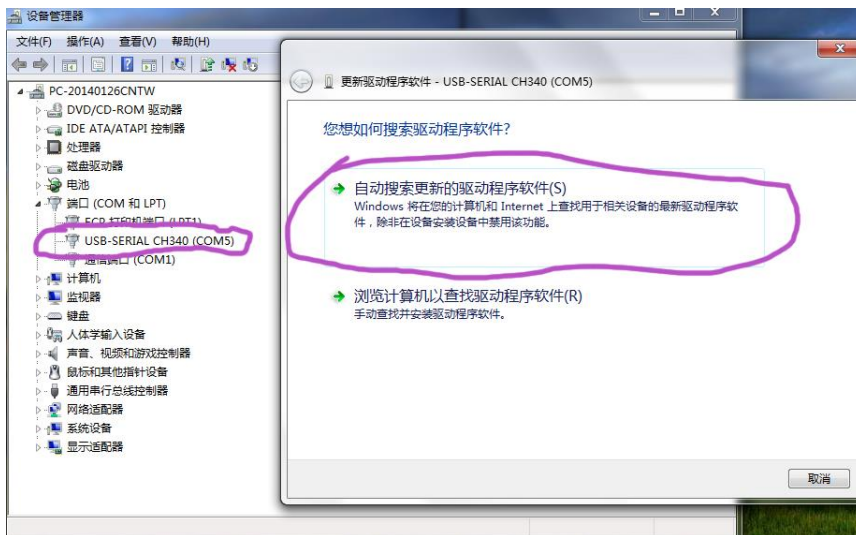 设备管理器
文件(F) 操作(A) 查看(V) 帮助(H)
PC-20140126CNTW
DVD/CD-ROM 驱动器
IDE ATA/ATAPI 控制器
处理器
磁盘驱动器
电池
端口 (COM 和 LPT)
ECP 打印机端口 (LPT1)
USB-SERIAL CH340 (COM5)
通信端口 (COM1)
计算机
监视器
键盘
人体学输入设备
声音、视频和游戏控制器
鼠标和其他指针设备
通用串行总线控制器
网络适配器
系统设备
显示适配器
更新驱动程序软件 - USB-SERIAL CH340 (COM5)
您想如何搜索驱动程序软件?
自动搜索更新的驱动程序软件(S)
Windows 将在您的计算机和 Internet 上查找用于相关设备的最新驱动程序软
件，除非在设备安装设备中禁用该功能。
浏览计算机以查找驱动程序软件(R)
手动查找并安装驱动程序软件。
取消